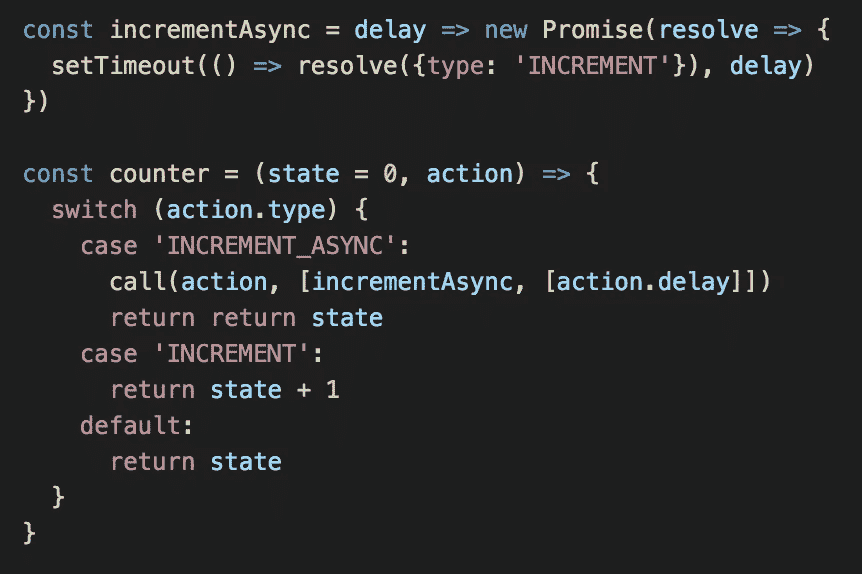 const incrementAsync = delay => new Promise(resolve => {
  setTimeout(() => resolve({type: 'INCREMENT'}), delay)
})

const counter = (state = 0, action) => {
  switch (action.type) {
    case 'INCREMENT_ASYNC':
      call(action, [incrementAsync, [action.delay]])
      return return state
    case 'INCREMENT':
      return state + 1
    default:
      return state
  }
}